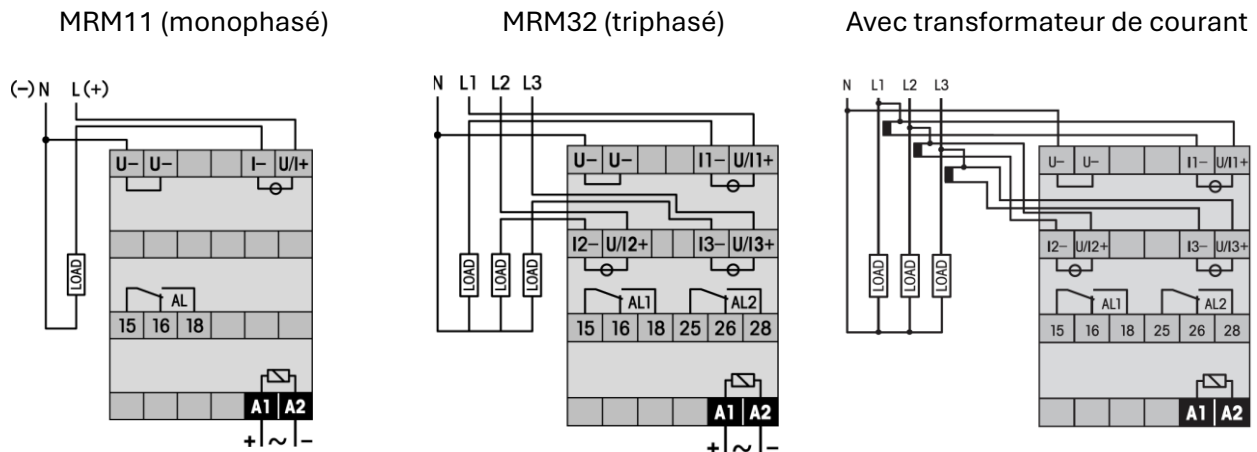 MRM11 (monophasé)
(−) N L (+)
U− U− I− U/I+
LOAD
AL
15 16 18
A1 A2
+ ~ −
MRM32 (triphasé)
N L1 L2 L3
U− U− I1− U/I1+
I2− U/I2+ I3− U/I3+
LOAD LOAD LOAD
AL1 AL2
15 16 18 25 26 28
A1 A2
+ ~ −
Avec transformateur de courant
N L1 L2 L3
U− U− I1− U/I1+
I2− U/I2+ I3− U/I3+
LOAD LOAD LOAD
AL1 AL2
15 16 18 25 26 28
A1 A2